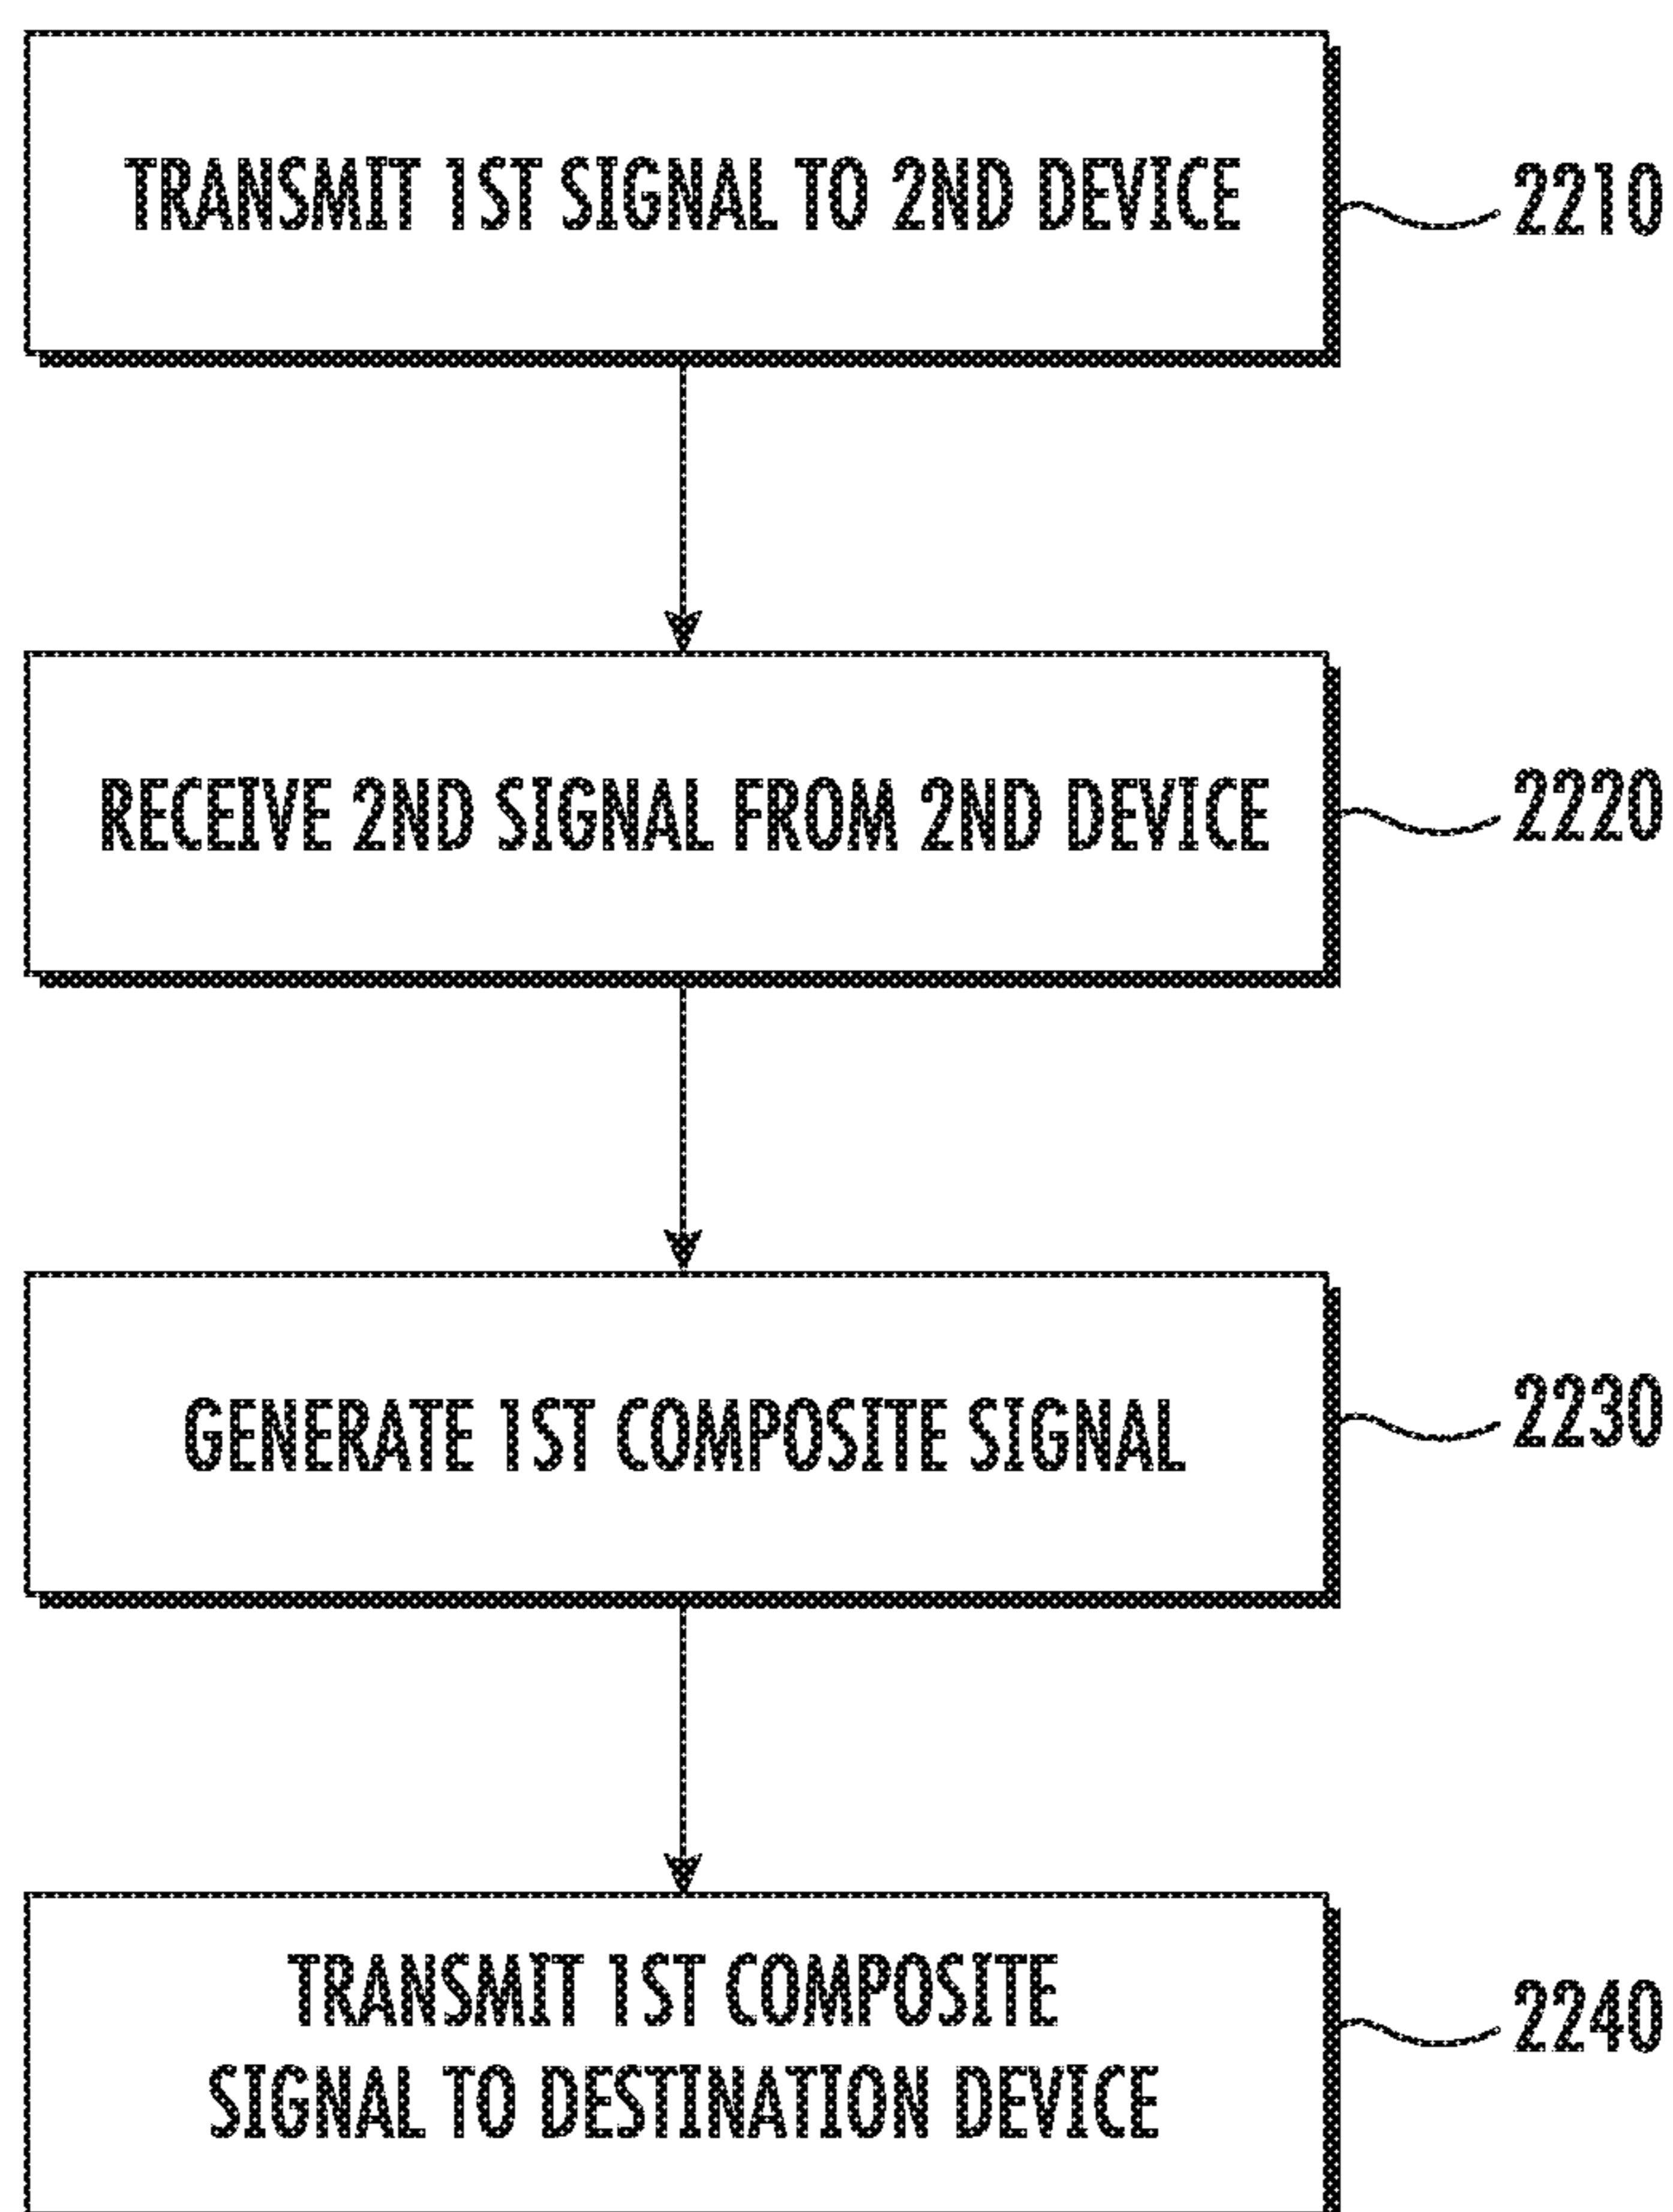 TRANSMIT 1ST SIGNAL TO 2ND DEVICE
2210
RECEIVE 2ND SIGNAL FROM 2ND DEVICE
2220
GENERATE 1ST COMPOSITE SIGNAL
2230
TRANSMIT 1ST COMPOSITE
SIGNAL TO DESTINATION DEVICE
2240